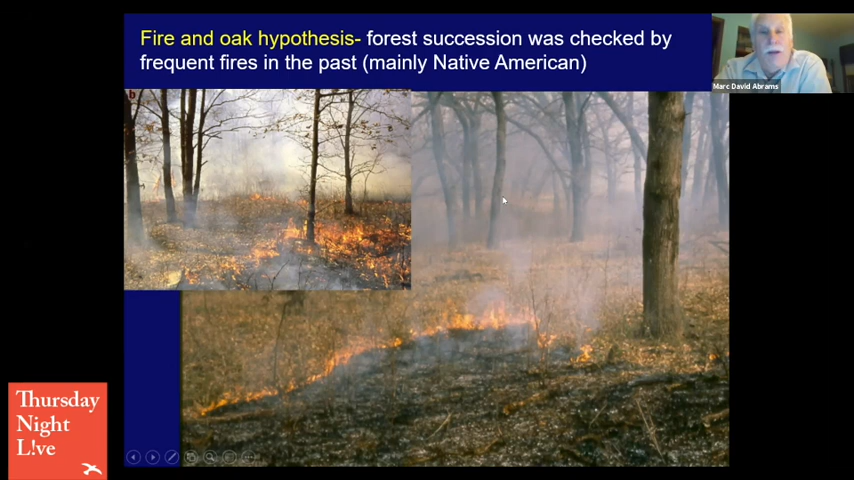 Fire and oak hypothesis- forest succession was checked by
frequent fires in the past (mainly Native American)
Marc David Abrams
b
Thursday
Night
L!ve